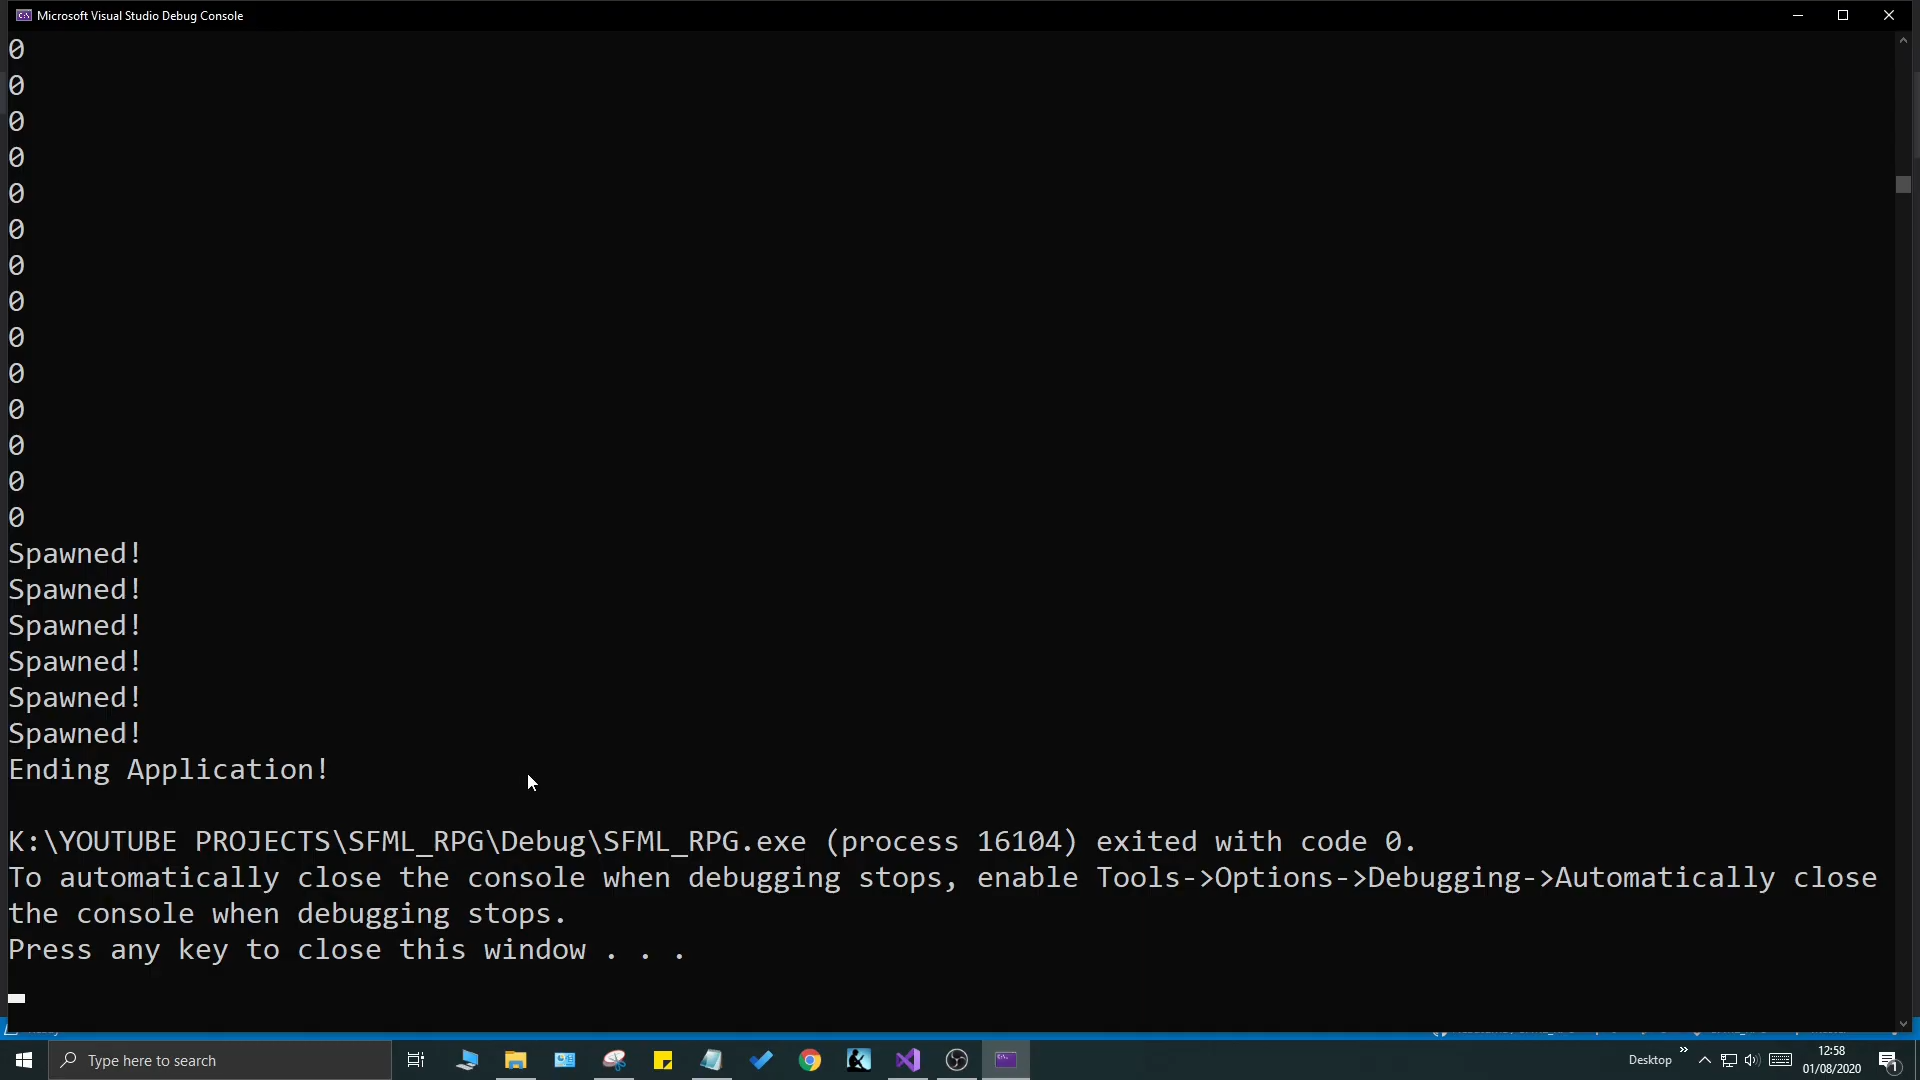 Microsoft Visual Studio Debug Console
0
0
0
0
0
0
0
0
0
0
0
0
0
0
Spawned!
Spawned!
Spawned!
Spawned!
Spawned!
Spawned!
Ending Application!
K:\YOUTUBE PROJECTS\SFML_RPG\Debug\SFML_RPG.exe (process 16104) exited with code 0.
To automatically close the console when debugging stops, enable Tools->Options->Debugging->Automatically close
the console when debugging stops.
Press any key to close this window . . .
Type here to search
Desktop
12:58
01/08/2020
1